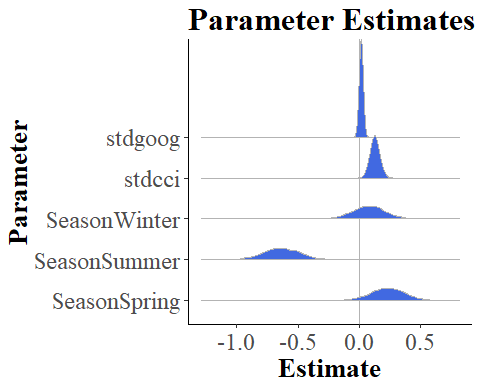 Parameter Estimates
Parameter
stdgoog
stdcci
SeasonWinter
SeasonSummer
SeasonSpring
-1.0 -0.5 0.0 0.5
Estimate